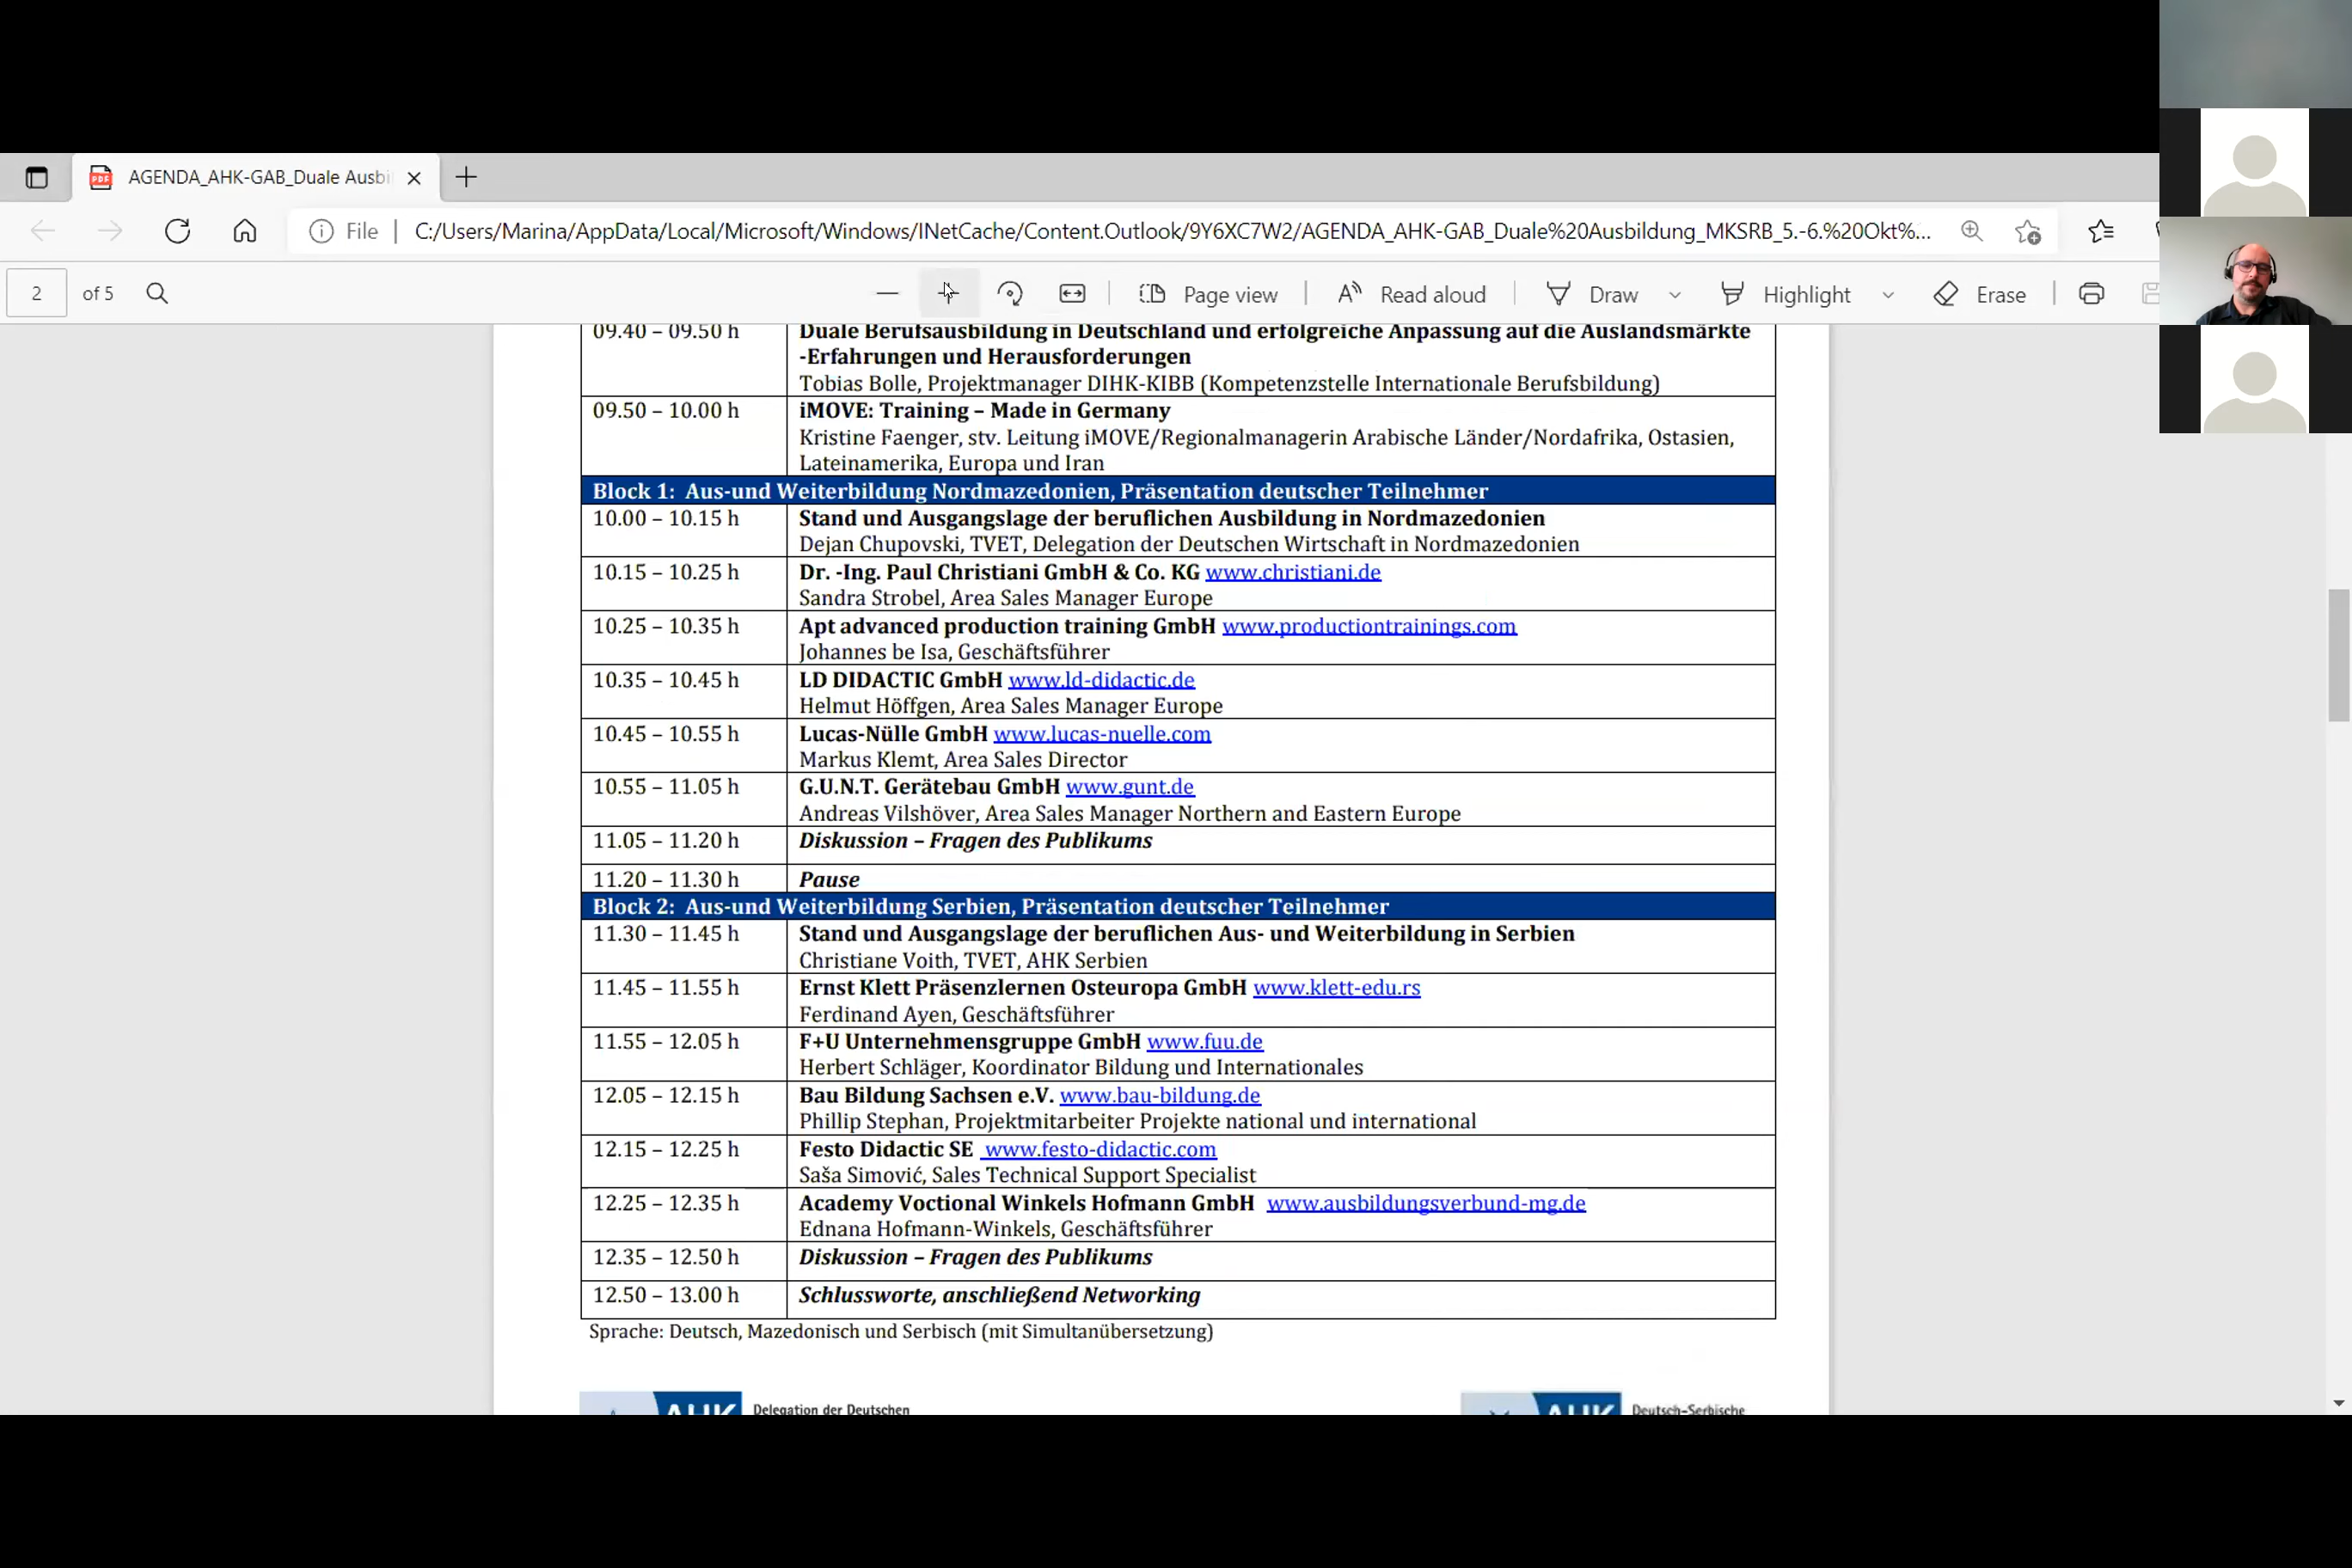 AGENDA_AHK-GAB_Duale Ausbi
File
C:/Users/Marina/AppData/Local/Microsoft/Windows/INetCache/Content.Outlook/9Y6XC7W2/AGENDA_AHK-GAB_Duale%20Ausbildung_MKSRB_5.-6.%20Okt%...
2 of 5
Page view
Read aloud
Draw
Highlight
Erase
09.40 – 09.50 h Duale Berufsausbildung in Deutschland und erfolgreiche Anpassung auf die Auslandsmärkte
-Erfahrungen und Herausforderungen
Tobias Bolle, Projektmanager DIHK-KIBB (Kompetenzstelle Internationale Berufsbildung)
09.50 – 10.00 h iMOVE: Training – Made in Germany
Kristine Faenger, stv. Leitung iMOVE/Regionalmanagerin Arabische Länder/Nordafrika, Ostasien,
Lateinamerika, Europa und Iran
Block 1: Aus-und Weiterbildung Nordmazedonien, Präsentation deutscher Teilnehmer
10.00 – 10.15 h Stand und Ausgangslage der beruflichen Ausbildung in Nordmazedonien
Dejan Chupovski, TVET, Delegation der Deutschen Wirtschaft in Nordmazedonien
10.15 – 10.25 h Dr. -Ing. Paul Christiani GmbH & Co. KG www.christiani.de
Sandra Strobel, Area Sales Manager Europe
10.25 – 10.35 h Apt advanced production training GmbH www.productiontrainings.com
Johannes be Isa, Geschäftsführer
10.35 – 10.45 h LD DIDACTIC GmbH www.ld-didactic.de
Helmut Höffgen, Area Sales Manager Europe
10.45 – 10.55 h Lucas-Nülle GmbH www.lucas-nuelle.com
Markus Klemt, Area Sales Director
10.55 – 11.05 h G.U.N.T. Gerätebau GmbH www.gunt.de
Andreas Vilshöver, Area Sales Manager Northern and Eastern Europe
11.05 – 11.20 h Diskussion – Fragen des Publikums
11.20 – 11.30 h Pause
Block 2: Aus-und Weiterbildung Serbien, Präsentation deutscher Teilnehmer
11.30 – 11.45 h Stand und Ausgangslage der beruflichen Aus- und Weiterbildung in Serbien
Christiane Voith, TVET, AHK Serbien
11.45 – 11.55 h Ernst Klett Präsenzlernen Osteuropa GmbH www.klett-edu.rs
Ferdinand Ayen, Geschäftsführer
11.55 – 12.05 h F+U Unternehmensgruppe GmbH www.fuu.de
Herbert Schläger, Koordinator Bildung und Internationales
12.05 – 12.15 h Bau Bildung Sachsen e.V. www.bau-bildung.de
Phillip Stephan, Projektmitarbeiter Projekte national und international
12.15 – 12.25 h Festo Didactic SE www.festo-didactic.com
Saša Simović, Sales Technical Support Specialist
12.25 – 12.35 h Academy Voctional Winkels Hofmann GmbH www.ausbildungsverbund-mg.de
Ednana Hofmann-Winkels, Geschäftsführer
12.35 – 12.50 h Diskussion – Fragen des Publikums
12.50 – 13.00 h Schlussworte, anschließend Networking
Sprache: Deutsch, Mazedonisch und Serbisch (mit Simultanübersetzung)
AHK Delegation der Deutschen
AHK Deutsch-Serbische